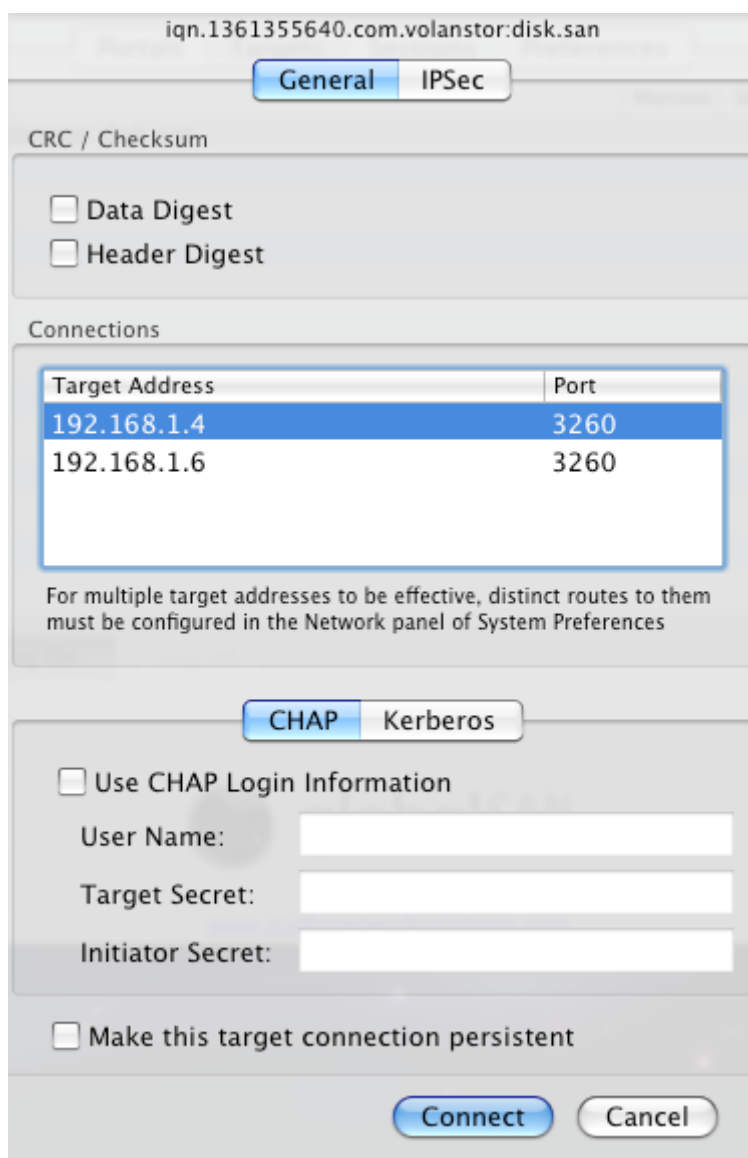 iqn.1361355640.com.volanstor:disk.san
General IPSec
CRC / Checksum
Data Digest
Header Digest
Connections
Target Address Port
192.168.1.4 3260
192.168.1.6 3260
For multiple target addresses to be effective, distinct routes to them
must be configured in the Network panel of System Preferences
CHAP Kerberos
Use CHAP Login Information
User Name:
Target Secret:
Initiator Secret:
Make this target connection persistent
Connect Cancel